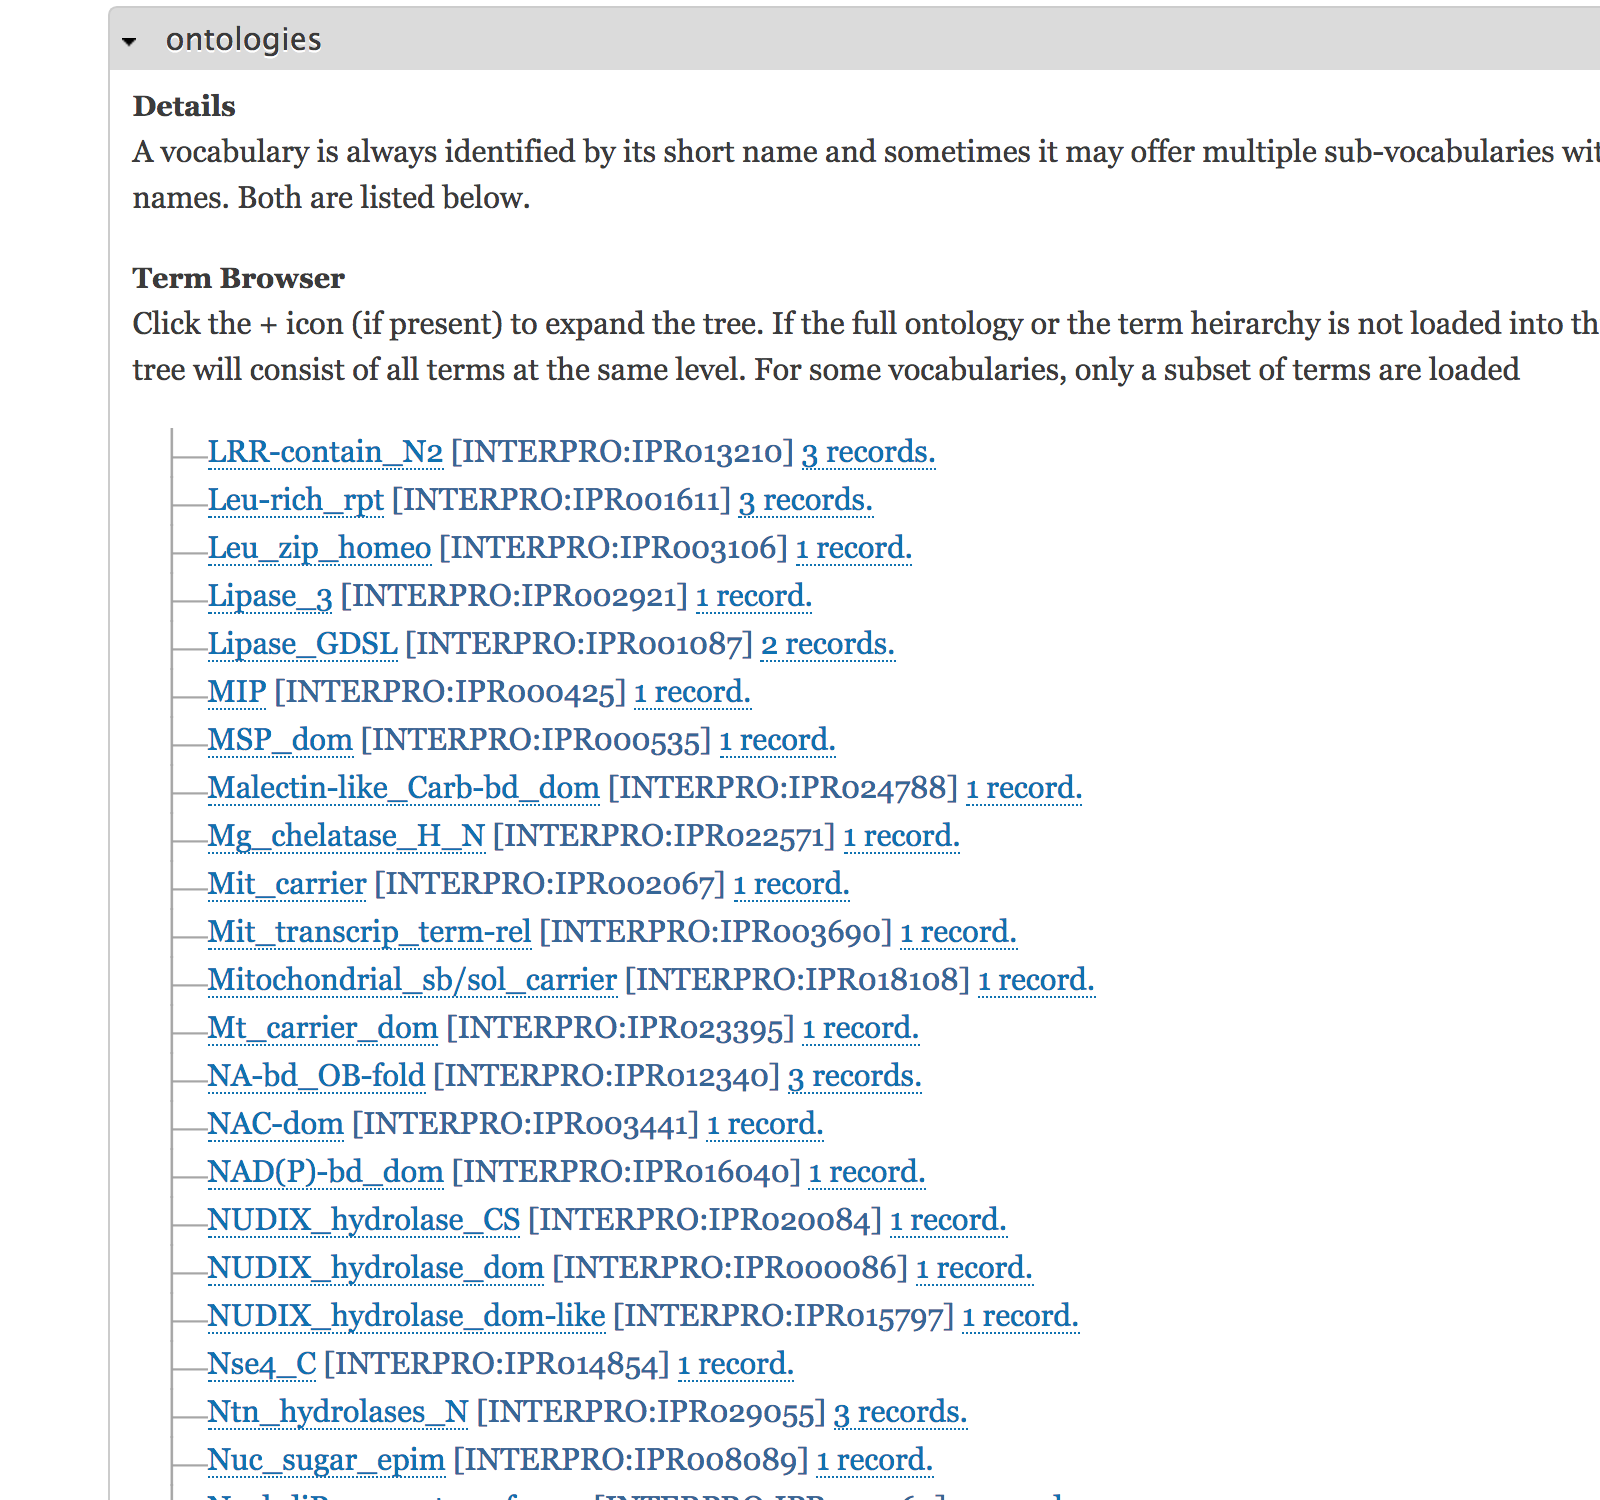 ontologies
Details
A vocabulary is always identified by its short name and sometimes it may offer multiple sub-vocabularies
names. Both are listed below.
Term Browser
Click the + icon (if present) to expand the tree. If the full ontology or the term heirarchy is not loaded into
tree will consist of all terms at the same level. For some vocabularies, only a subset of terms are loaded
LRR-contain_N2 [INTERPRO:IPR013210] 3 records.
Leu-rich_rpt [INTERPRO:IPR001611] 3 records.
Leu_zip_homeo [INTERPRO:IPR003106] 1 record.
Lipase_3 [INTERPRO:IPR002921] 1 record.
Lipase_GDSL [INTERPRO:IPR001087] 2 records.
MIP [INTERPRO:IPR000425] 1 record.
MSP_dom [INTERPRO:IPR000535] 1 record.
Malectin-like_Carb-bd_dom [INTERPRO:IPR024788] 1 record.
Mg_chelatase_H_N [INTERPRO:IPR022571] 1 record.
Mit_carrier [INTERPRO:IPR002067] 1 record.
Mit_transcrip_term-rel [INTERPRO:IPR003690] 1 record.
Mitochondrial_sb/sol_carrier [INTERPRO:IPR018108] 1 record.
Mt_carrier_dom [INTERPRO:IPR023395] 1 record.
NA-bd_OB-fold [INTERPRO:IPR012340] 3 records.
NAC-dom [INTERPRO:IPR003441] 1 record.
NAD(P)-bd_dom [INTERPRO:IPR016040] 1 record.
NUDIX_hydrolase_CS [INTERPRO:IPR020084] 1 record.
NUDIX_hydrolase_dom [INTERPRO:IPR000086] 1 record.
NUDIX_hydrolase_dom-like [INTERPRO:IPR015797] 1 record.
Nse4_C [INTERPRO:IPR014854] 1 record.
Ntn_hydrolases_N [INTERPRO:IPR029055] 3 records.
Nuc_sugar_epim [INTERPRO:IPR008089] 1 record.